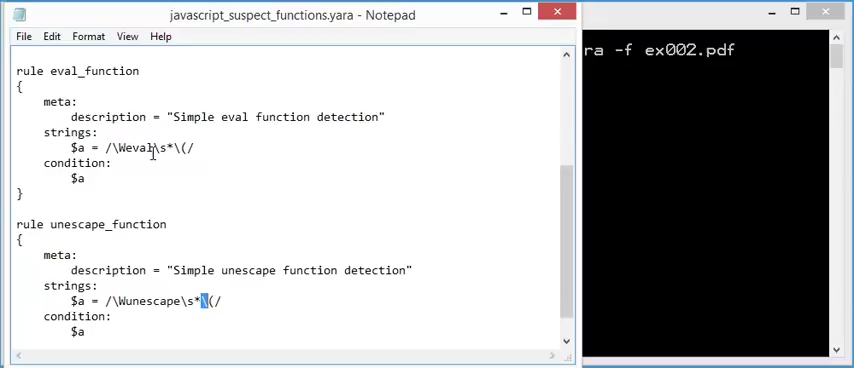 javascript_suspect_functions.yara - Notepad
File Edit Format View Help
rule eval_function
{
meta:
description = "Simple eval function detection"
strings:
$a = /\Weval\s*\(/
condition:
$a
}
rule unescape_function
{
meta:
description = "Simple unescape function detection"
strings:
$a = /\Wunescape\s*\(/
condition:
$a
ra -f ex002.pdf